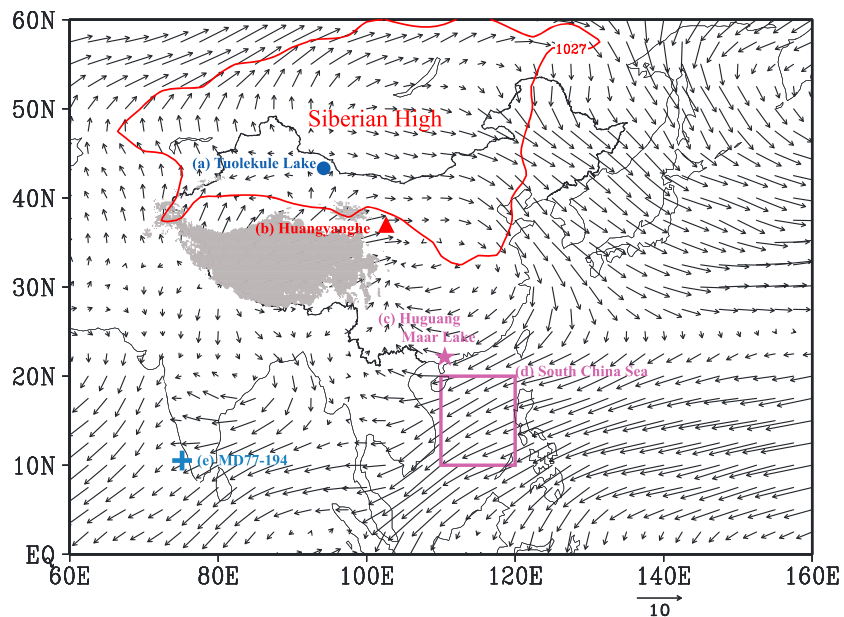 60N
1027
50N
Siberian High
(a) Tuolekule Lake
40N
(b) Huangyanghe
30N
(c) Huguang
Maar Lake
(d) South China Sea
20N
(e) MD77-194
10N
EQ
60E 80E 100E 120E 140E 160E
10